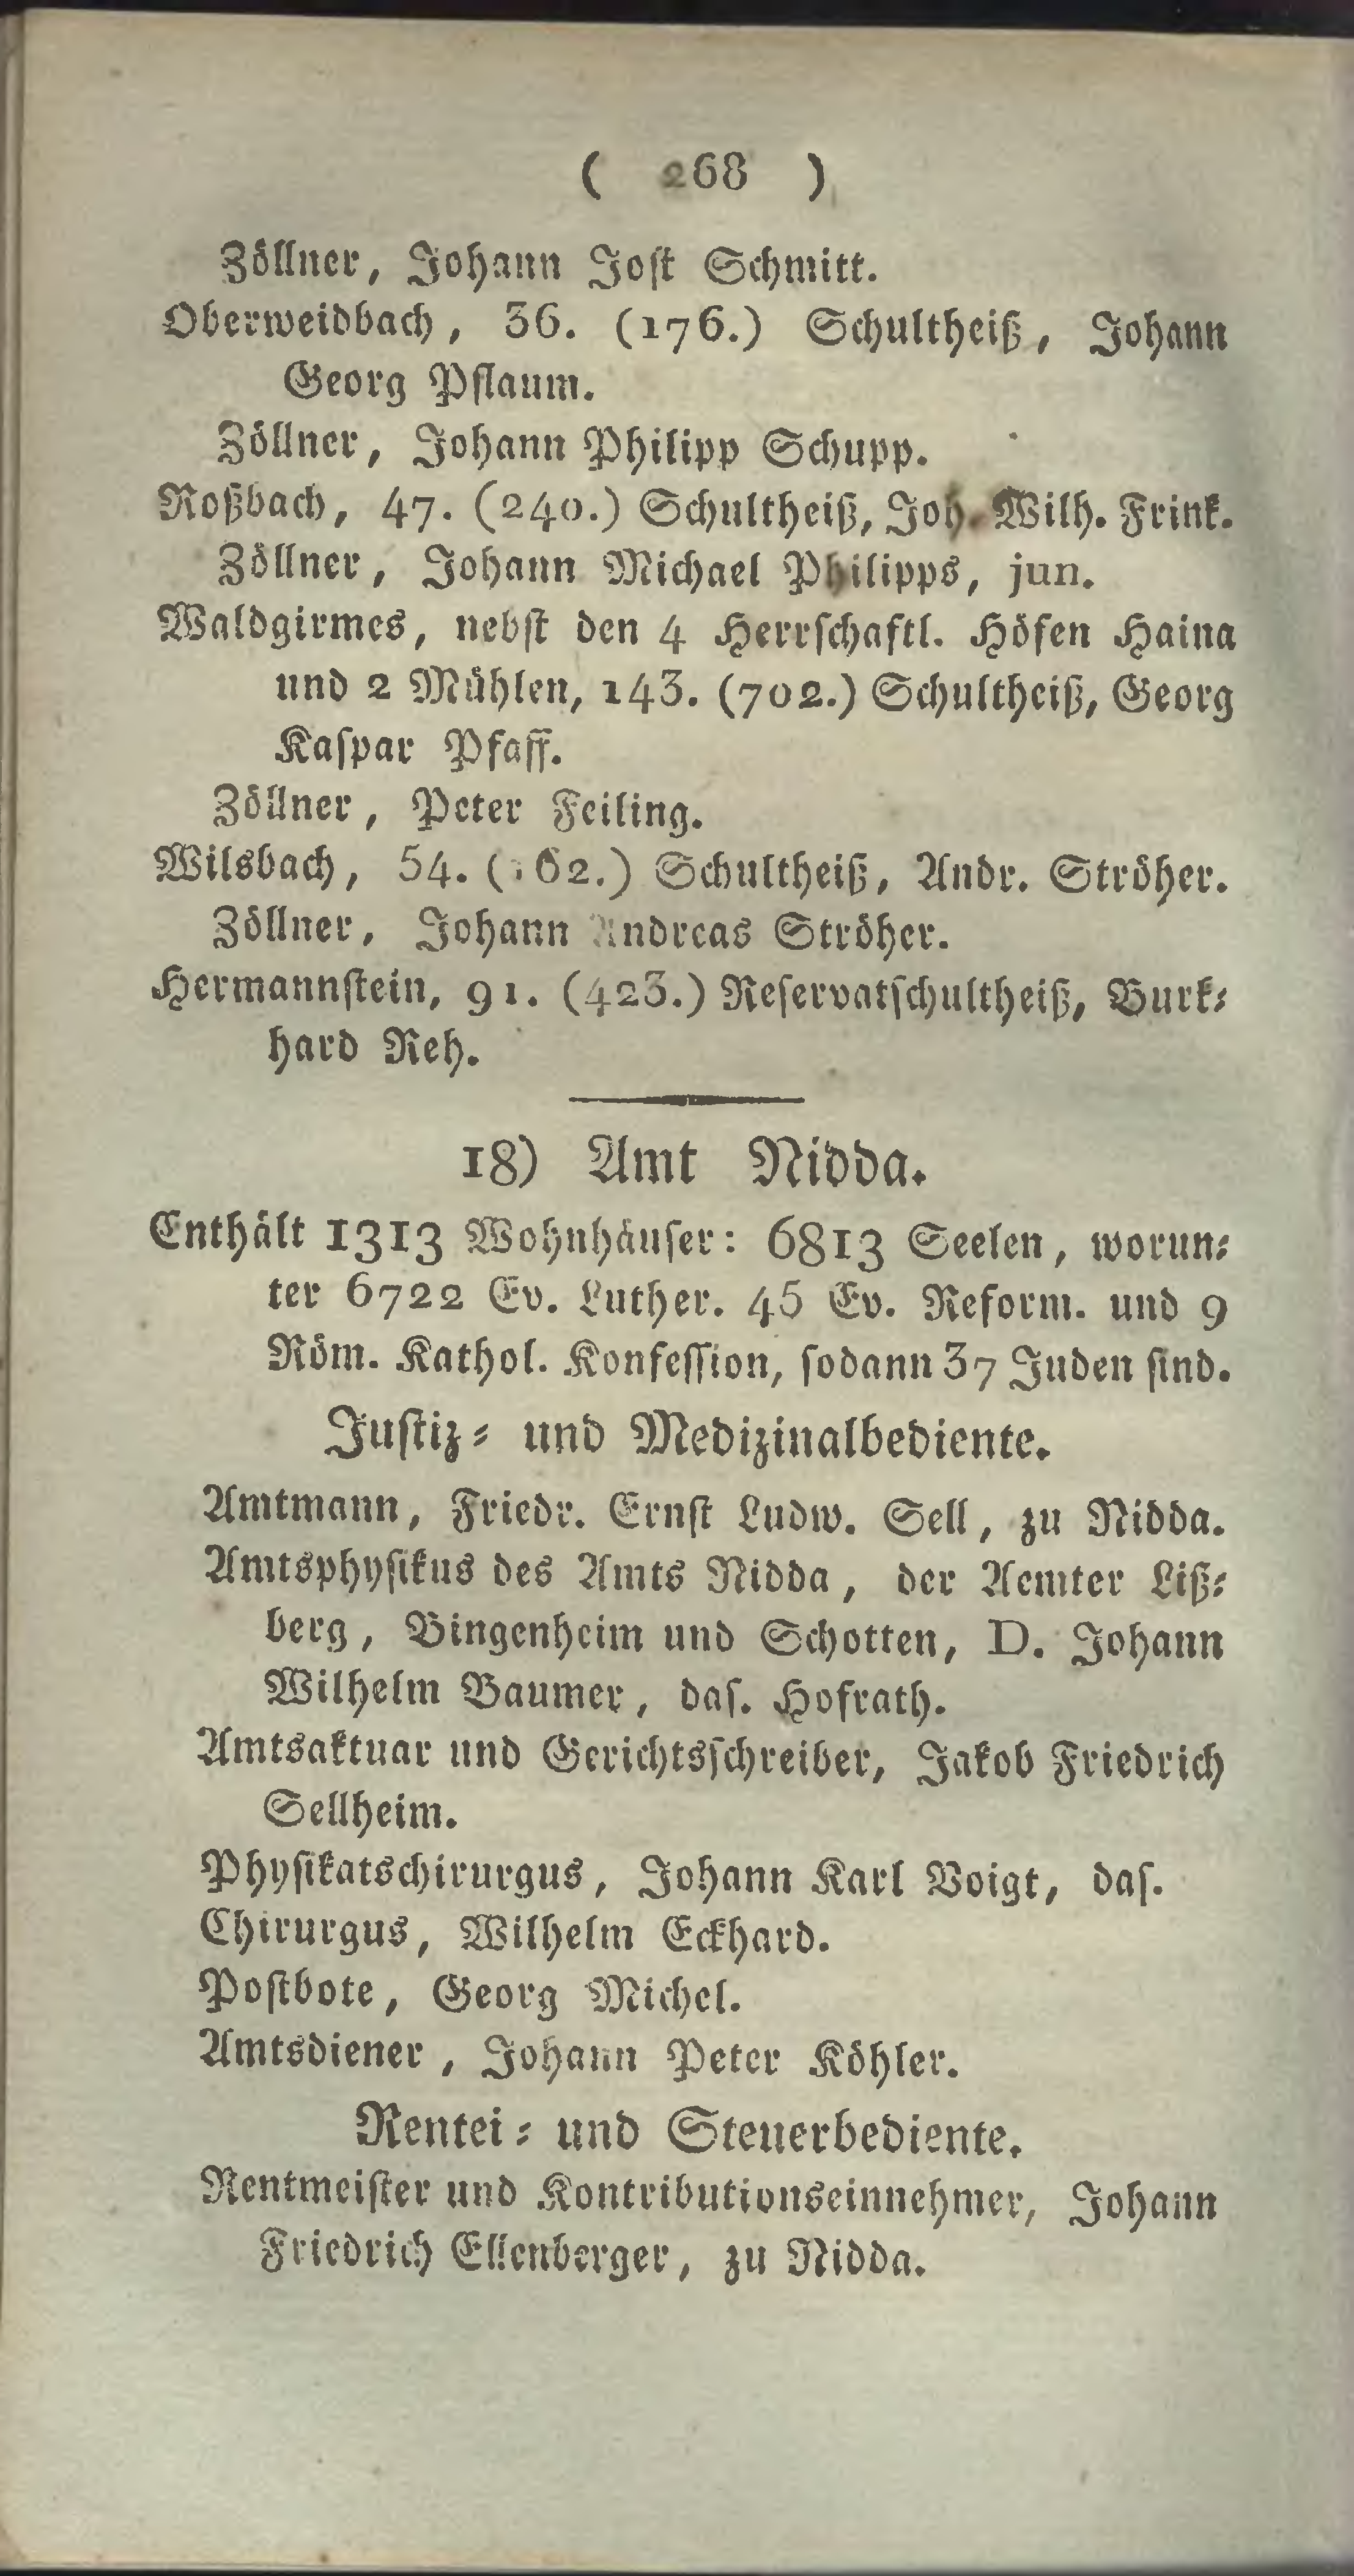 ( 268 )
Zöllner, Johann Jost Schmitt.
Oberweidbach, 36. (176.) Schultheiß, Johann
Georg Pflaum.
Zöllner, Johann Philipp Schupp.
Roßbach, 47. (240.) Schultheiß, Joh. Wilh. Frink.
Zöllner, Johann Michael Philipps, jun.
Waldgirmes, nebst den 4 Herrschaftl. Höfen Haina
und 2 Mühlen, 143. (702.) Schultheiß, Georg
Kaspar Pfaff.
Zöllner, Peter Feiling.
Wilsbach, 54. Schultheiß, Andr. Ströher.
Zöllner, Johann Andreas Ströher.
Hermannstein, 91. (423.) Reservatschultheiß, Burk-
hard Reh.
18) Amt Nidda.
Enthält 1313 Wohnhäuser: 6813 Seelen, worun-
ter 6722 Ev. Luther. 45 Ev. Reform. und 9
Röm. Kathol. Konfession, sodann 37 Juden sind.
Justiz- und Medizinalbediente.
Amtmann, Friedr. Ernst Ludw. Sell, zu Nidda.
Amtsphysikus des Amts Nidda, der Aemter Liß-
berg, Bingenheim und Schotten, D. Johann
Wilhelm Baumer, das. Hofrath.
Amtsaktuar und Gerichtsschreiber, Jakob Friedrich
Sellheim.
Physikatschirurgus, Johann Karl Voigt, das.
Chirurgus, Wilhelm Eckhard.
Postbote, Georg Michel.
Amtsdiener, Johann Peter Köhler.
Rentei- und Steuerbediente.
Rentmeister und Kontributionseinnehmer, Johann
Friedrich Ellenberger, zu Nidda.